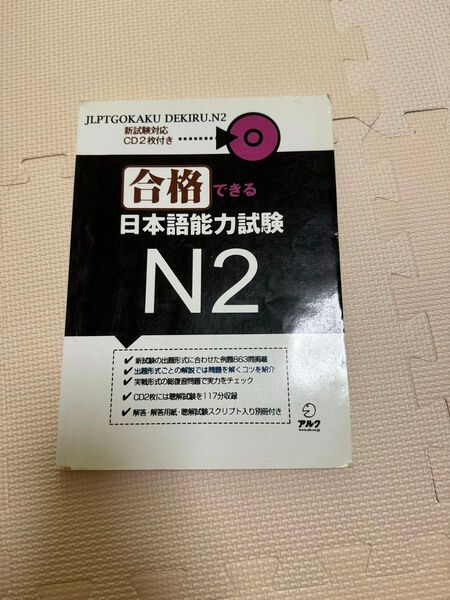 JLPTGOKAKU DEKIRU.N2
新試験対応
CD2枚付き
合格できる
日本語能力試験
N2
新試験の出題形式に合わせた例題863問掲載
出題形式ごとの解説では問題を解くコツを紹介
実戦形式の総復習問題で実力をチェック
CD2枚には聴解試験を117分収録
解答・解答用紙・聴解試験スクリプト入り別冊付き
アルク
www.alc.co.jp